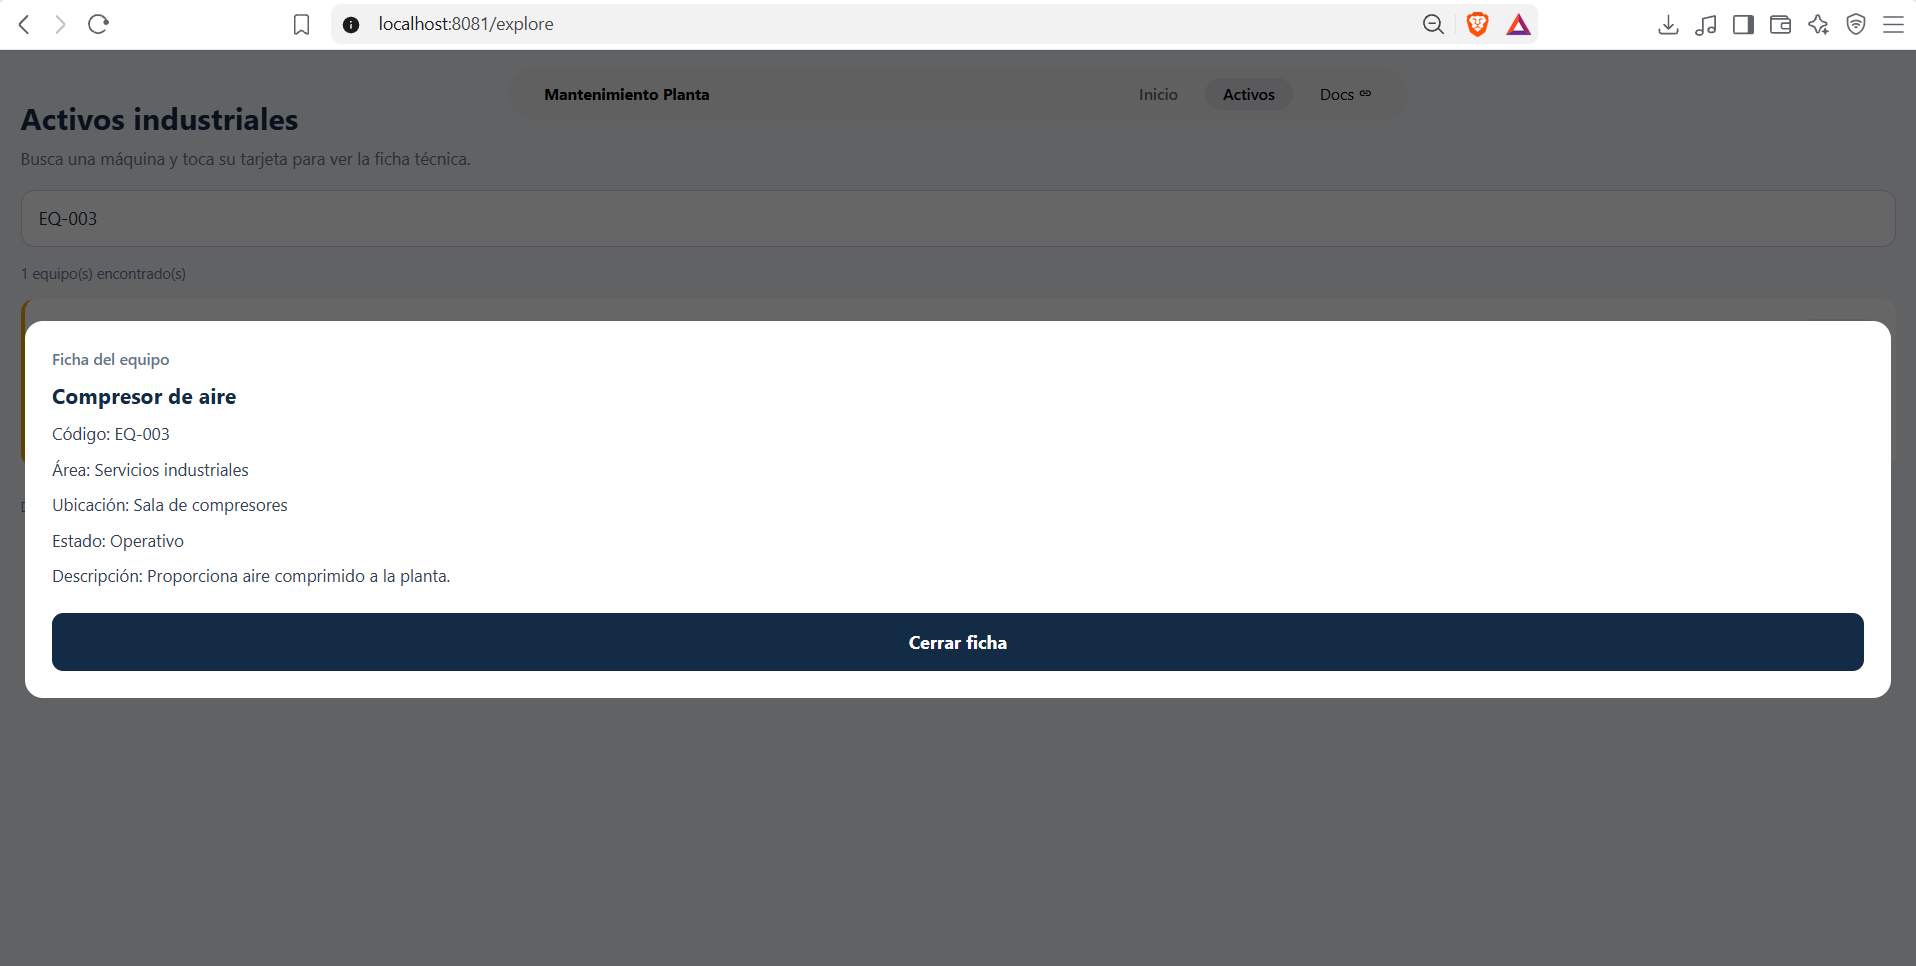 localhost:8081/explore
Mantenimiento Planta
Inicio
Activos
Docs
Activos industriales
Busca una máquina y toca su tarjeta para ver la ficha técnica.
EQ-003
1 equipo(s) encontrado(s)
Ficha del equipo
Compresor de aire
Código: EQ-003
Área: Servicios industriales
Ubicación: Sala de compresores
Estado: Operativo
Descripción: Proporciona aire comprimido a la planta.
Cerrar ficha